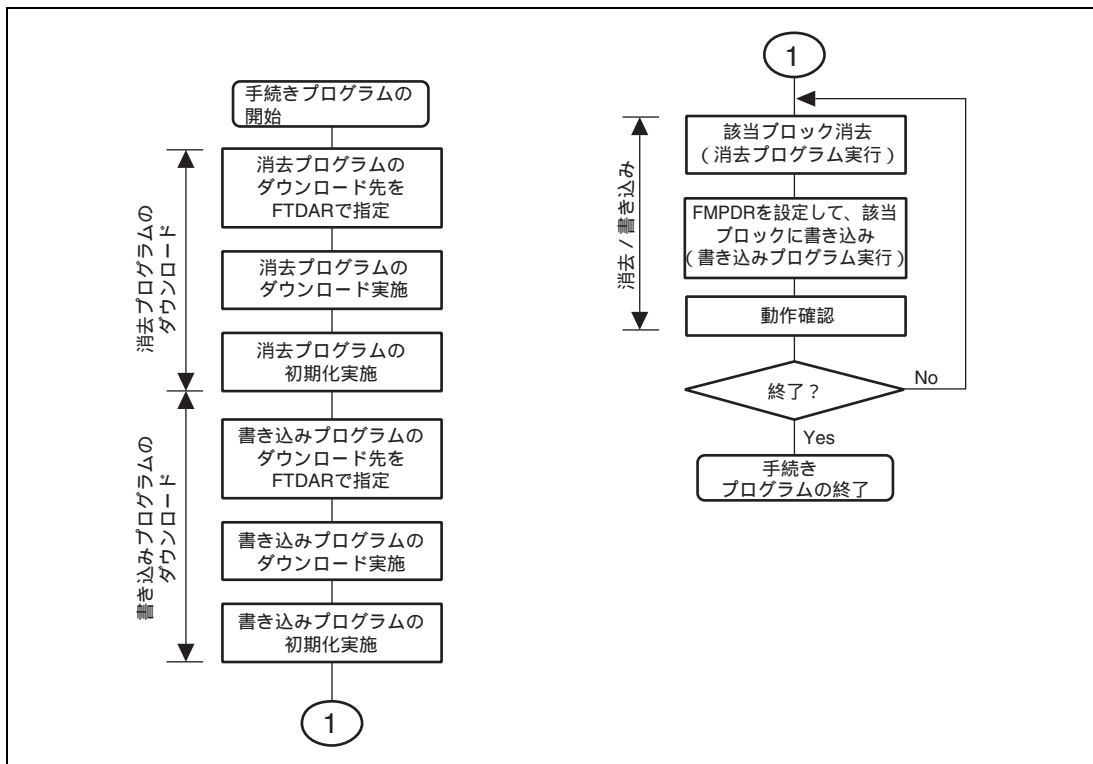 手続きプログラムの
開始
消去プログラムの
ダウンロード
消去プログラムの
ダウンロード先を
FTDARで指定
消去プログラムの
ダウンロード実施
消去プログラムの
初期化実施
書き込みプログラムの
ダウンロード
書き込みプログラムの
ダウンロード先を
FTDARで指定
書き込みプログラムの
ダウンロード実施
書き込みプログラムの
初期化実施
1
1
消去 / 書き込み
該当ブロック消去
( 消去プログラム実行 )
FMPDRを設定して、該当
ブロックに書き込み
( 書き込みプログラム実行 )
動作確認
終了?
No
Yes
手続き
プログラムの終了